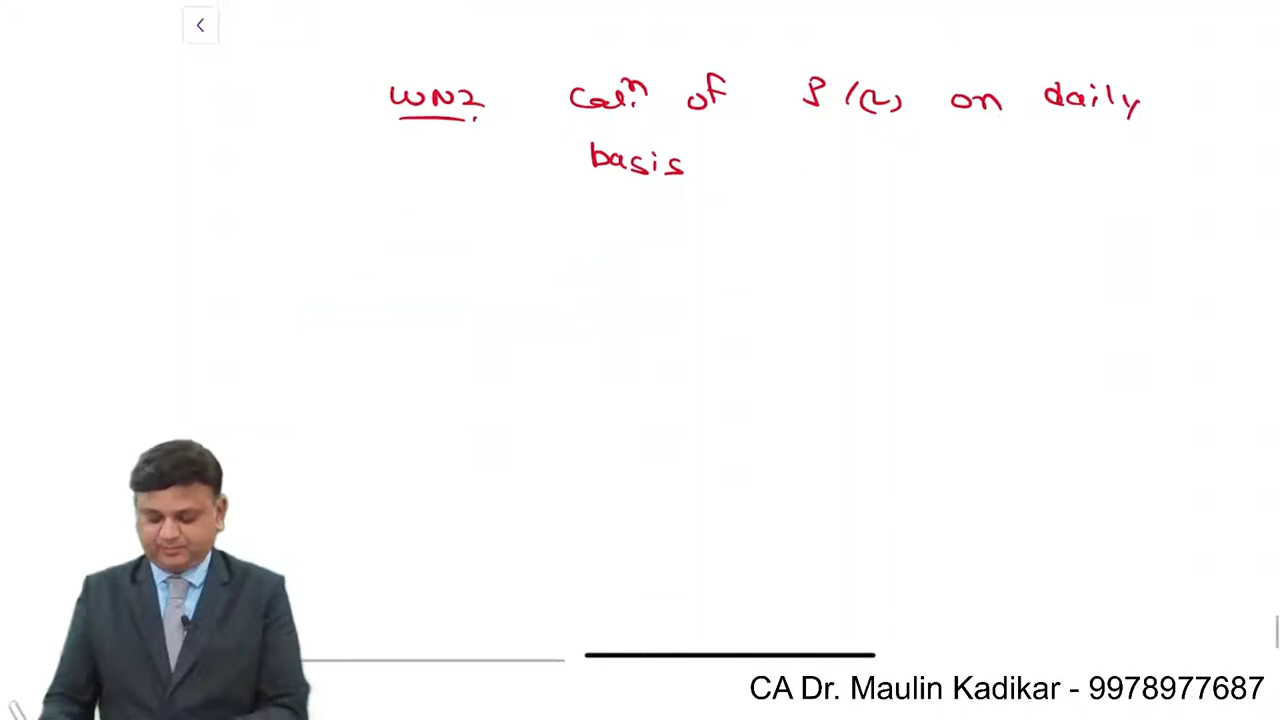 WN2. Calⁿ of P/(L) on daily
basis
CA Dr. Maulin Kadikar - 9978977687